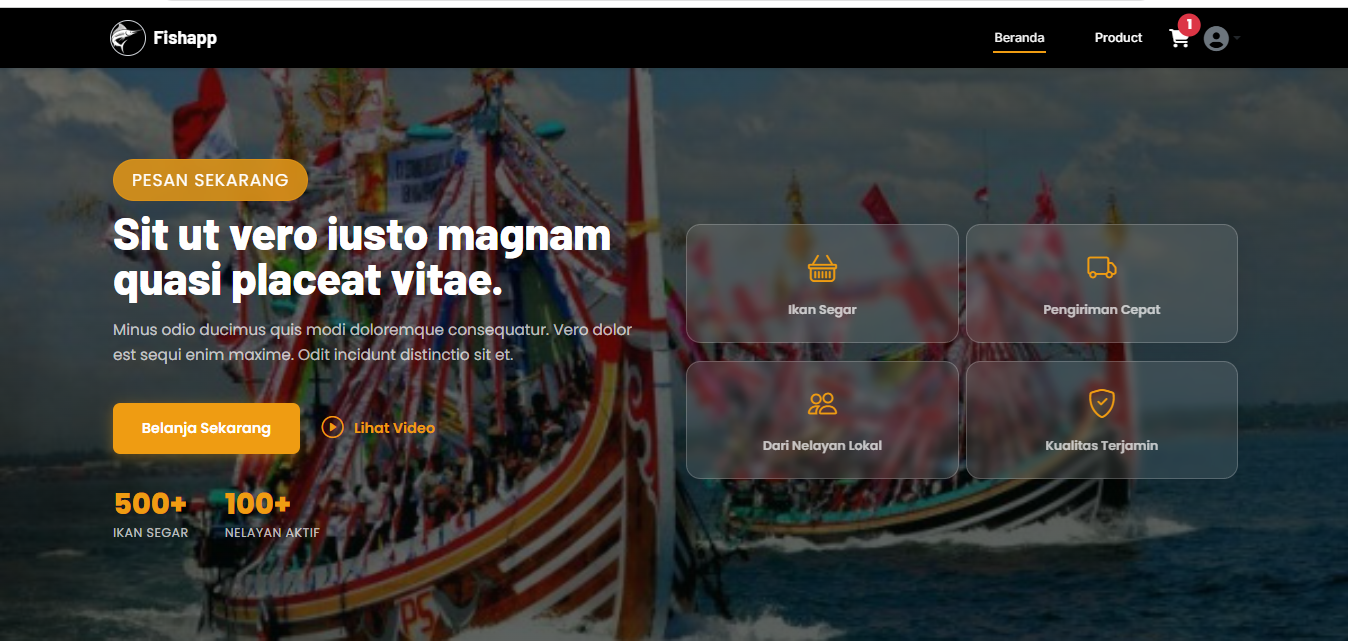 Fishapp
Beranda
Product
1
PESAN SEKARANG
Sit ut vero iusto magnam
quasi placeat vitae.
Minus odio ducimus quis modi doloremque consequatur. Vero dolor
est sequi enim maxime. Odit incidunt distinctio sit et.
Belanja Sekarang
Lihat Video
500+
IKAN SEGAR
100+
NELAYAN AKTIF
Ikan Segar
Pengiriman Cepat
Dari Nelayan Lokal
Kualitas Terjamin
PS